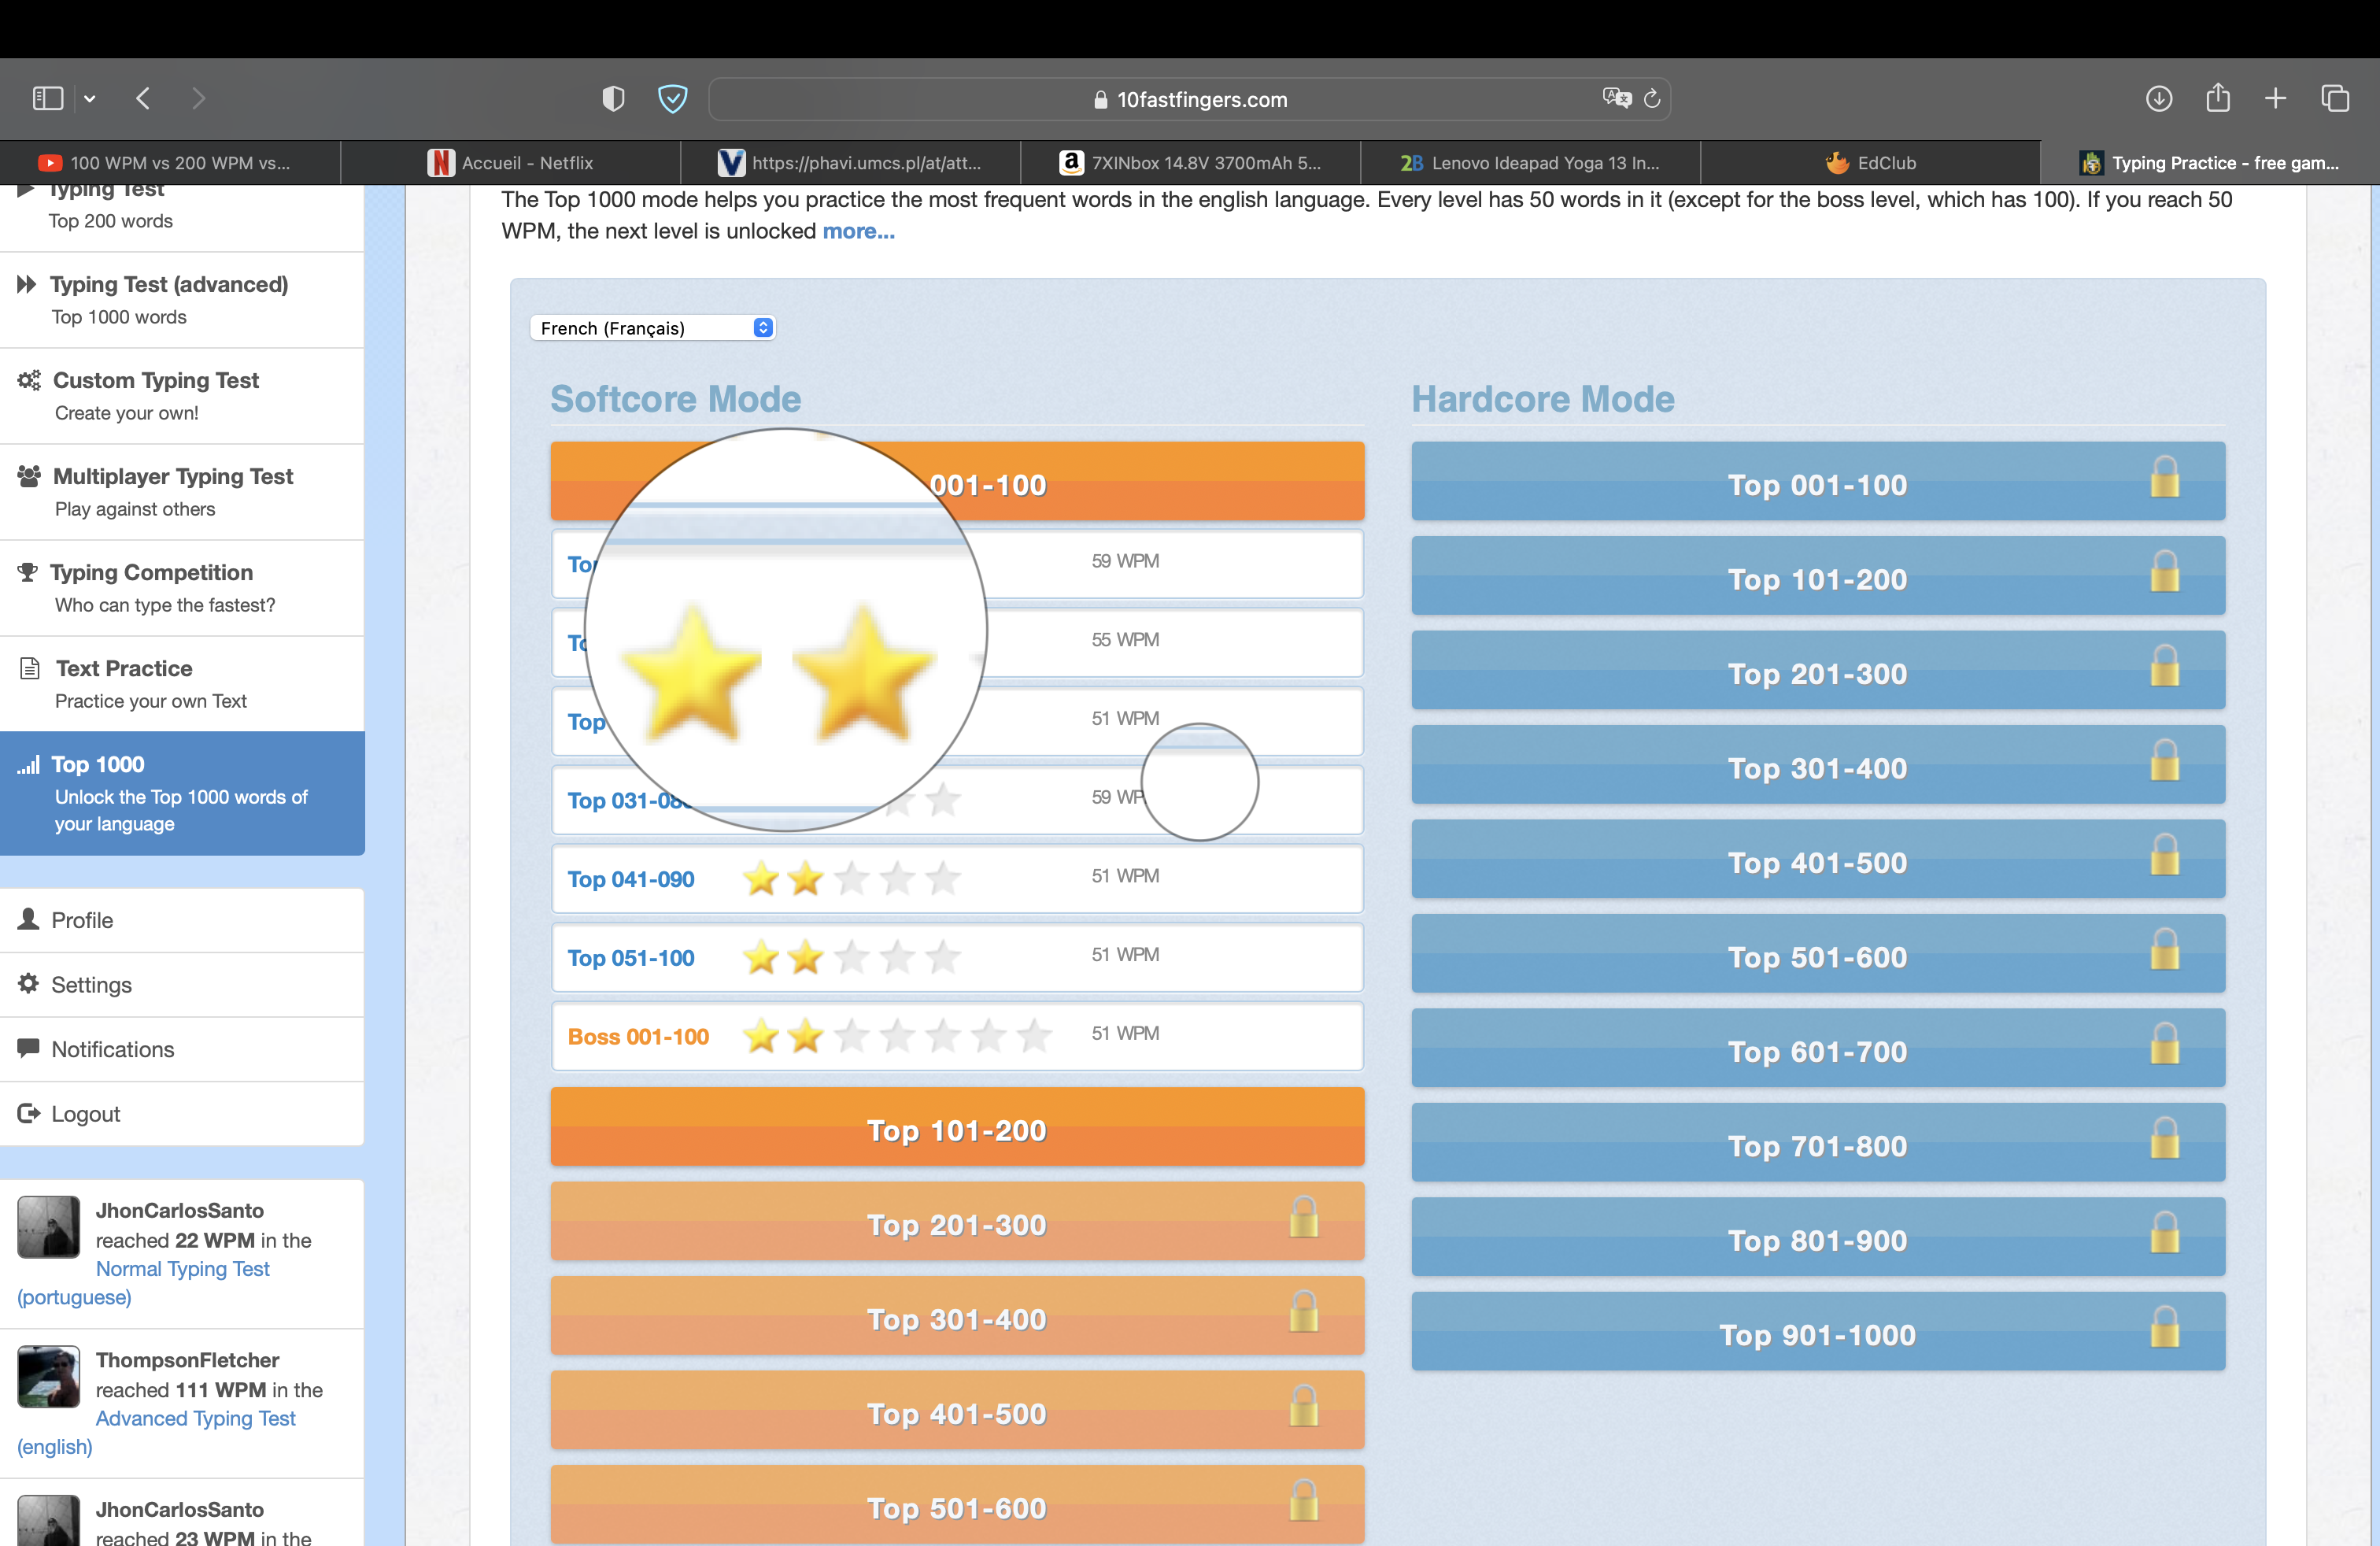 10fastfingers.com
100 WPM vs 200 WPM vs...
Accueil - Netflix
https://phavi.umcs.pl/at/att...
7XINbox 14.8V 3700mAh 5...
Lenovo Ideapad Yoga 13 In...
EdClub
Typing Practice - free gam...
Typing Test
Top 200 words
Typing Test (advanced)
Top 1000 words
Custom Typing Test
Create your own!
Multiplayer Typing Test
Play against others
Typing Competition
Who can type the fastest?
Text Practice
Practice your own Text
Top 1000
Unlock the Top 1000 words of
your language
Profile
Settings
Notifications
Logout
JhonCarlosSanto
reached 22 WPM in the
Normal Typing Test
(portuguese)
ThompsonFletcher
reached 111 WPM in the
Advanced Typing Test
(english)
JhonCarlosSanto
reached 23 WPM in the
The Top 1000 mode helps you practice the most frequent words in the english language. Every level has 50 words in it (except for the boss level, which has 100). If you reach 50
WPM, the next level is unlocked more...
French (Français)
Softcore Mode
001-100
59 WPM
55 WPM
Top 51 WPM
Top 59
Top 041-090 51 WPM
Top 051-100 51 WPM
Boss 001-100 51 WPM
Top 101-200
Top 201-300
Top 301-400
Top 401-500
Top 501-600
Hardcore Mode
Top 001-100
Top 101-200
Top 201-300
Top 301-400
Top 401-500
Top 501-600
Top 601-700
Top 701-800
Top 801-900
Top 901-1000